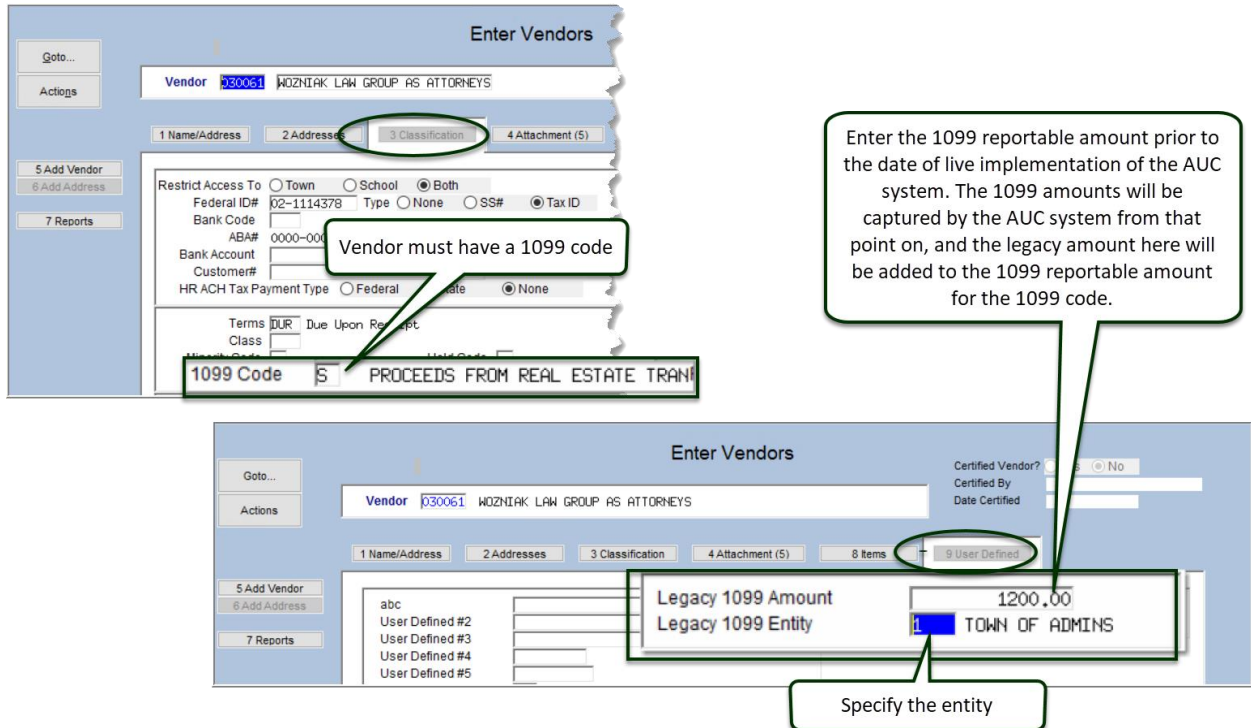 Enter Vendors
Goto...
Actions
Vendor 030061 WOZNIAK LAW GROUP AS ATTORNEYS
1 Name/Address 2 Addresses 3 Classification 4 Attachment (5)
5 Add Vendor
6 Add Address
7 Reports
Restrict Access To Town School Both
Federal ID# 02-1114378 Type None SS# Tax ID
Bank Code
ABA# 0000-000
Bank Account
Customer#
HR ACH Tax Payment Type Federal None
Vendor must have a 1099 code
Terms DUR Due Upon Receipt
Class
1099 Code S PROCEEDS FROM REAL ESTATE TRAN
Enter the 1099 reportable amount prior to
the date of live implementation of the AUC
system. The 1099 amounts will be
captured by the AUC system from that
point on, and the legacy amount here will
be added to the 1099 reportable amount
for the 1099 code.
Enter Vendors
Goto...
Actions
Vendor 030061 WOZNIAK LAW GROUP AS ATTORNEYS
Certified Vendor? No
Certified By
Date Certified
1 Name/Address 2 Addresses 3 Classification 4 Attachment (5) 8 Items 9 User Defined
5 Add Vendor
6 Add Address
7 Reports
abc
User Defined #2
User Defined #3
User Defined #4
User Defined #5
Legacy 1099 Amount 1200.00
Legacy 1099 Entity 1 TOWN OF ADMINS
Specify the entity